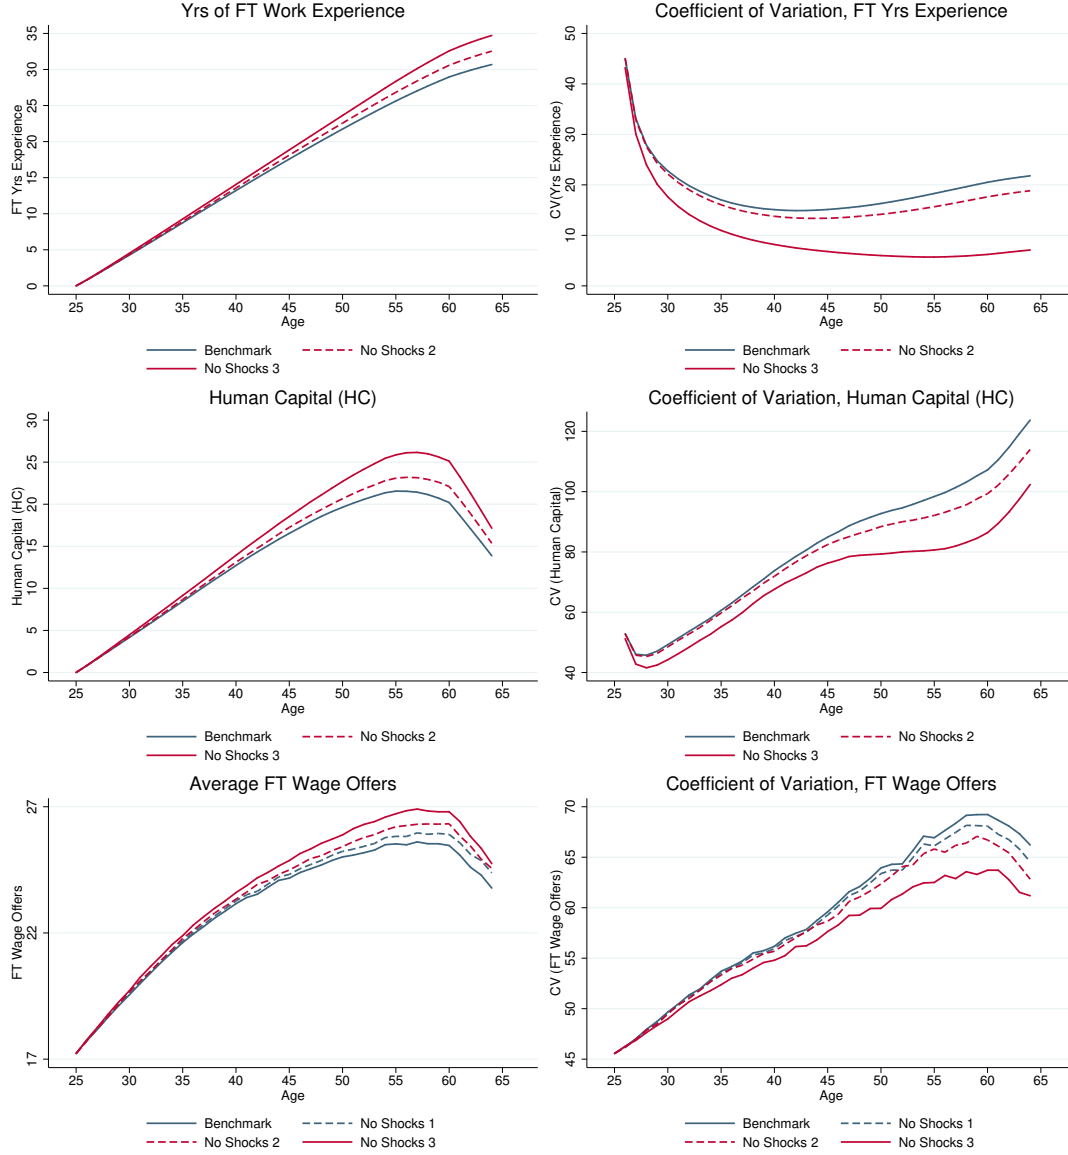 Yrs of FT Work Experience
FT Yrs Experience
35
30
25
20
15
10
5
0
25 30 35 40 45 50 55 60 65
Age
Benchmark No Shocks 2
No Shocks 3
Coefficient of Variation, FT Yrs Experience
CV(Yrs Experience)
50
40
30
20
10
0
25 30 35 40 45 50 55 60 65
Age
Benchmark No Shocks 2
No Shocks 3
Human Capital (HC)
Human Capital (HC)
30
25
20
15
10
5
0
25 30 35 40 45 50 55 60 65
Age
Benchmark No Shocks 2
No Shocks 3
Coefficient of Variation, Human Capital (HC)
CV (Human Capital)
120
100
80
60
40
25 30 35 40 45 50 55 60 65
Age
Benchmark No Shocks 2
No Shocks 3
Average FT Wage Offers
FT Wage Offers
27
22
17
25 30 35 40 45 50 55 60 65
Age
Benchmark No Shocks 1
No Shocks 2 No Shocks 3
Coefficient of Variation, FT Wage Offers
CV (FT Wage Offers)
70
65
60
55
50
45
25 30 35 40 45 50 55 60 65
Age
Benchmark No Shocks 1
No Shocks 2 No Shocks 3